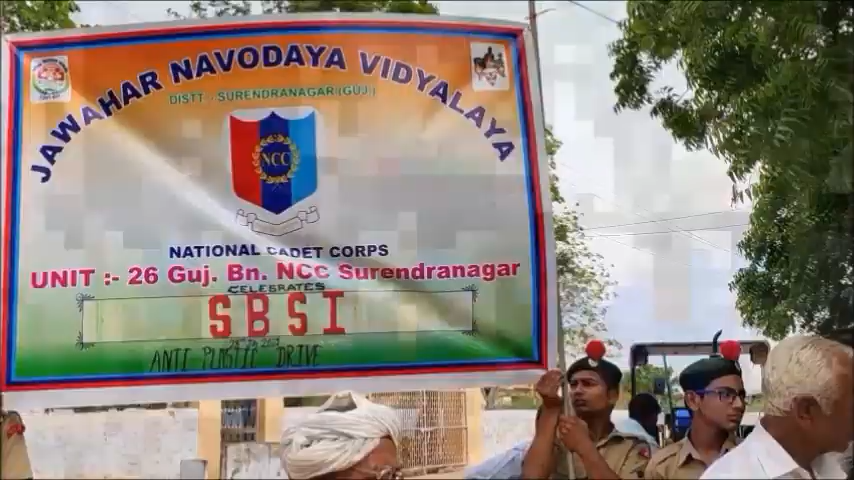 JAWAHAR NAVODAYA VIDYALAYA
DISTT - SURENDRANAGAR (GUJ)
NCC
NATIONAL CADET CORPS
UNIT :- 26 Guj. Bn. NCC Surendranagar
CELEBRATES
SBSI
ANTI PLASTIC DRIVE